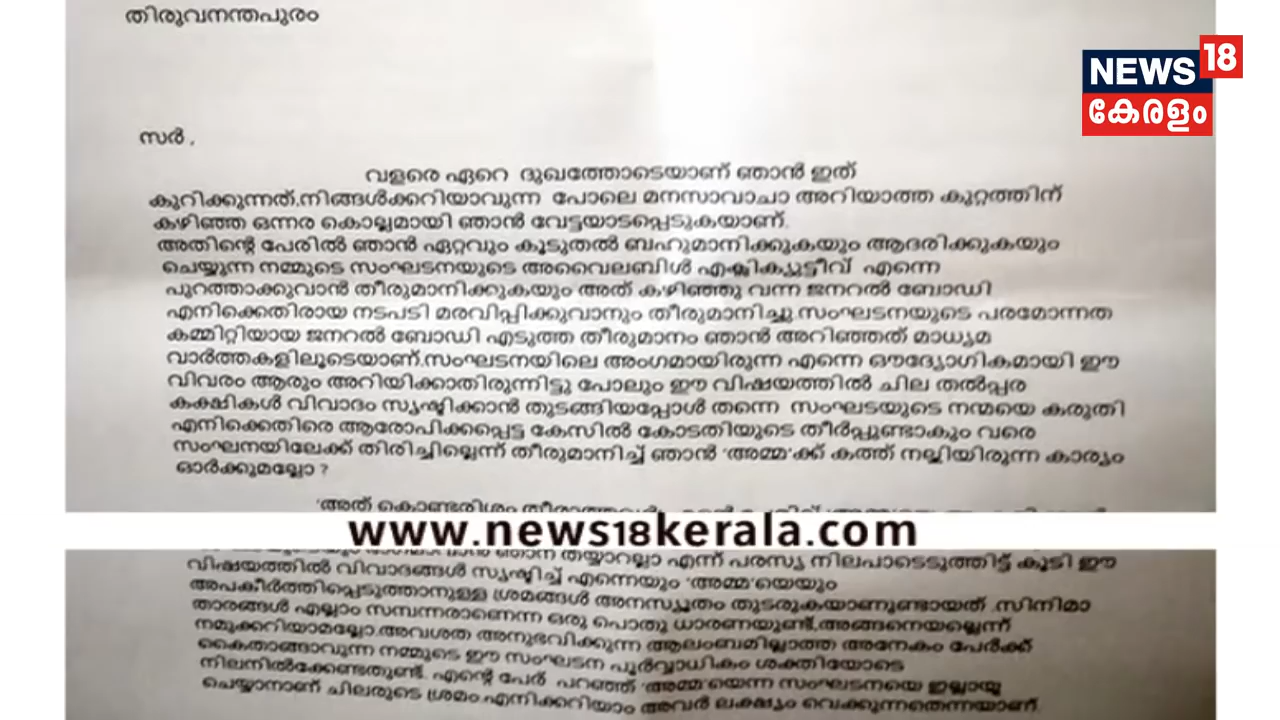 തിരുവനന്തപുരം
NEWS 18
കേരളം
സർ ,
വളരെ ഏറെ ദുഖത്തോടെയാണ് ഞാൻ ഇത്
കുറിക്കുന്നത്.നിങ്ങൾക്കറിയാവുന്ന പോലെ മനസാവാചാ അറിയാത്ത കുറ്റത്തിന്
കഴിഞ്ഞ ഒന്നര കൊല്ലമായി ഞാൻ വേട്ടയാടപ്പെടുകയാണ്.
അതിന്റെ പേരിൽ ഞാൻ ഏറ്റവും കൂടുതൽ ബഹുമാനിക്കുകയും ആദരിക്കുകയും
ചെയ്യുന്ന നമ്മുടെ സംഘടനയുടെ അവൈലബിൾ എക്സിക്യുട്ടീവ് എന്നെ
പുറത്താക്കുവാൻ തീരുമാനിക്കുകയും അത് കഴിഞ്ഞു വന്ന ജനറൽ ബോഡി
എനിക്കെതിരായ നടപടി മരവിപ്പിക്കുവാനും തീരുമാനിച്ചു.സംഘടനയുടെ പരമോന്നത
കമ്മിറ്റിയായ ജനറൽ ബോഡി എടുത്ത തീരുമാനം ഞാൻ അറിഞ്ഞത് മാധ്യമ
വാർത്തകളിലൂടെയാണ്.സംഘടനയിലെ അംഗമായിരുന്ന എന്നെ ഔദ്യോഗികമായി ഈ
വിവരം ആരും അറിയിക്കാതിരുന്നിട്ടു പോലും ഈ വിഷയത്തിൽ ചില തൽപ്പര
കക്ഷികൾ വിവാദം സൃഷ്ടിക്കാൻ തുടങ്ങിയപ്പോൾ തന്നെ സംഘടയുടെ നന്മയെ കരുതി
എനിക്കെതിരെ ആരോപിക്കപ്പെട്ട കേസിൽ കോടതിയുടെ തീർപ്പുണ്ടാകും വരെ
സംഘനയിലേക്ക് തിരിച്ചില്ലെന്ന് തീരുമാനിച്ച് ഞാൻ 'അമ്മ'ക്ക് കത്ത് നല്കിയിരുന്ന കാര്യം
ഓർക്കുമല്ലോ ?
'അത് കൊണ്ടരിശം തീരാത്തവർ
www.news18kerala.com
ഞാന് തയ്യാറല്ലാ എന്ന് പരസ്യ നിലപാടെടുത്തിട്ട് കൂടി ഈ
വിഷയത്തിൽ വിവാദങ്ങൾ സൃഷ്ടിച്ച് എന്നെയും 'അമ്മ'യെയും
അപകീർത്തിപ്പെടുത്താനുള്ള ശ്രമങ്ങൾ അനസ്യൂതം തുടരുകയാണുണ്ടായത് .സിനിമാ
താരങ്ങൾ എല്ലാം സമ്പന്നരാണെന്ന ഒരു പൊതു ധാരണയുണ്ട്,അങ്ങനെയല്ലെന്ന്
നമുക്കറിയാമല്ലോ.അവശത അനുഭവിക്കുന്ന ആലംബമില്ലാത്ത അനേകം പേർക്ക്
കൈതാങ്ങാവുന്ന നമ്മുടെ ഈ സംഘടന പൂർവ്വാധികം ശക്തിയോടെ
നിലനിൽക്കേണ്ടതുണ്ട്. എന്റെ പേർ പറഞ്ഞ് 'അമ്മ'യെന്ന സംഘടനയെ ഇല്ലായ്മ
ചെയ്യാനാണ് ചിലരുടെ ശ്രമം.എനിക്കറിയാം അവർ ലക്ഷ്യം വെക്കുന്നതെന്നയാണ്.